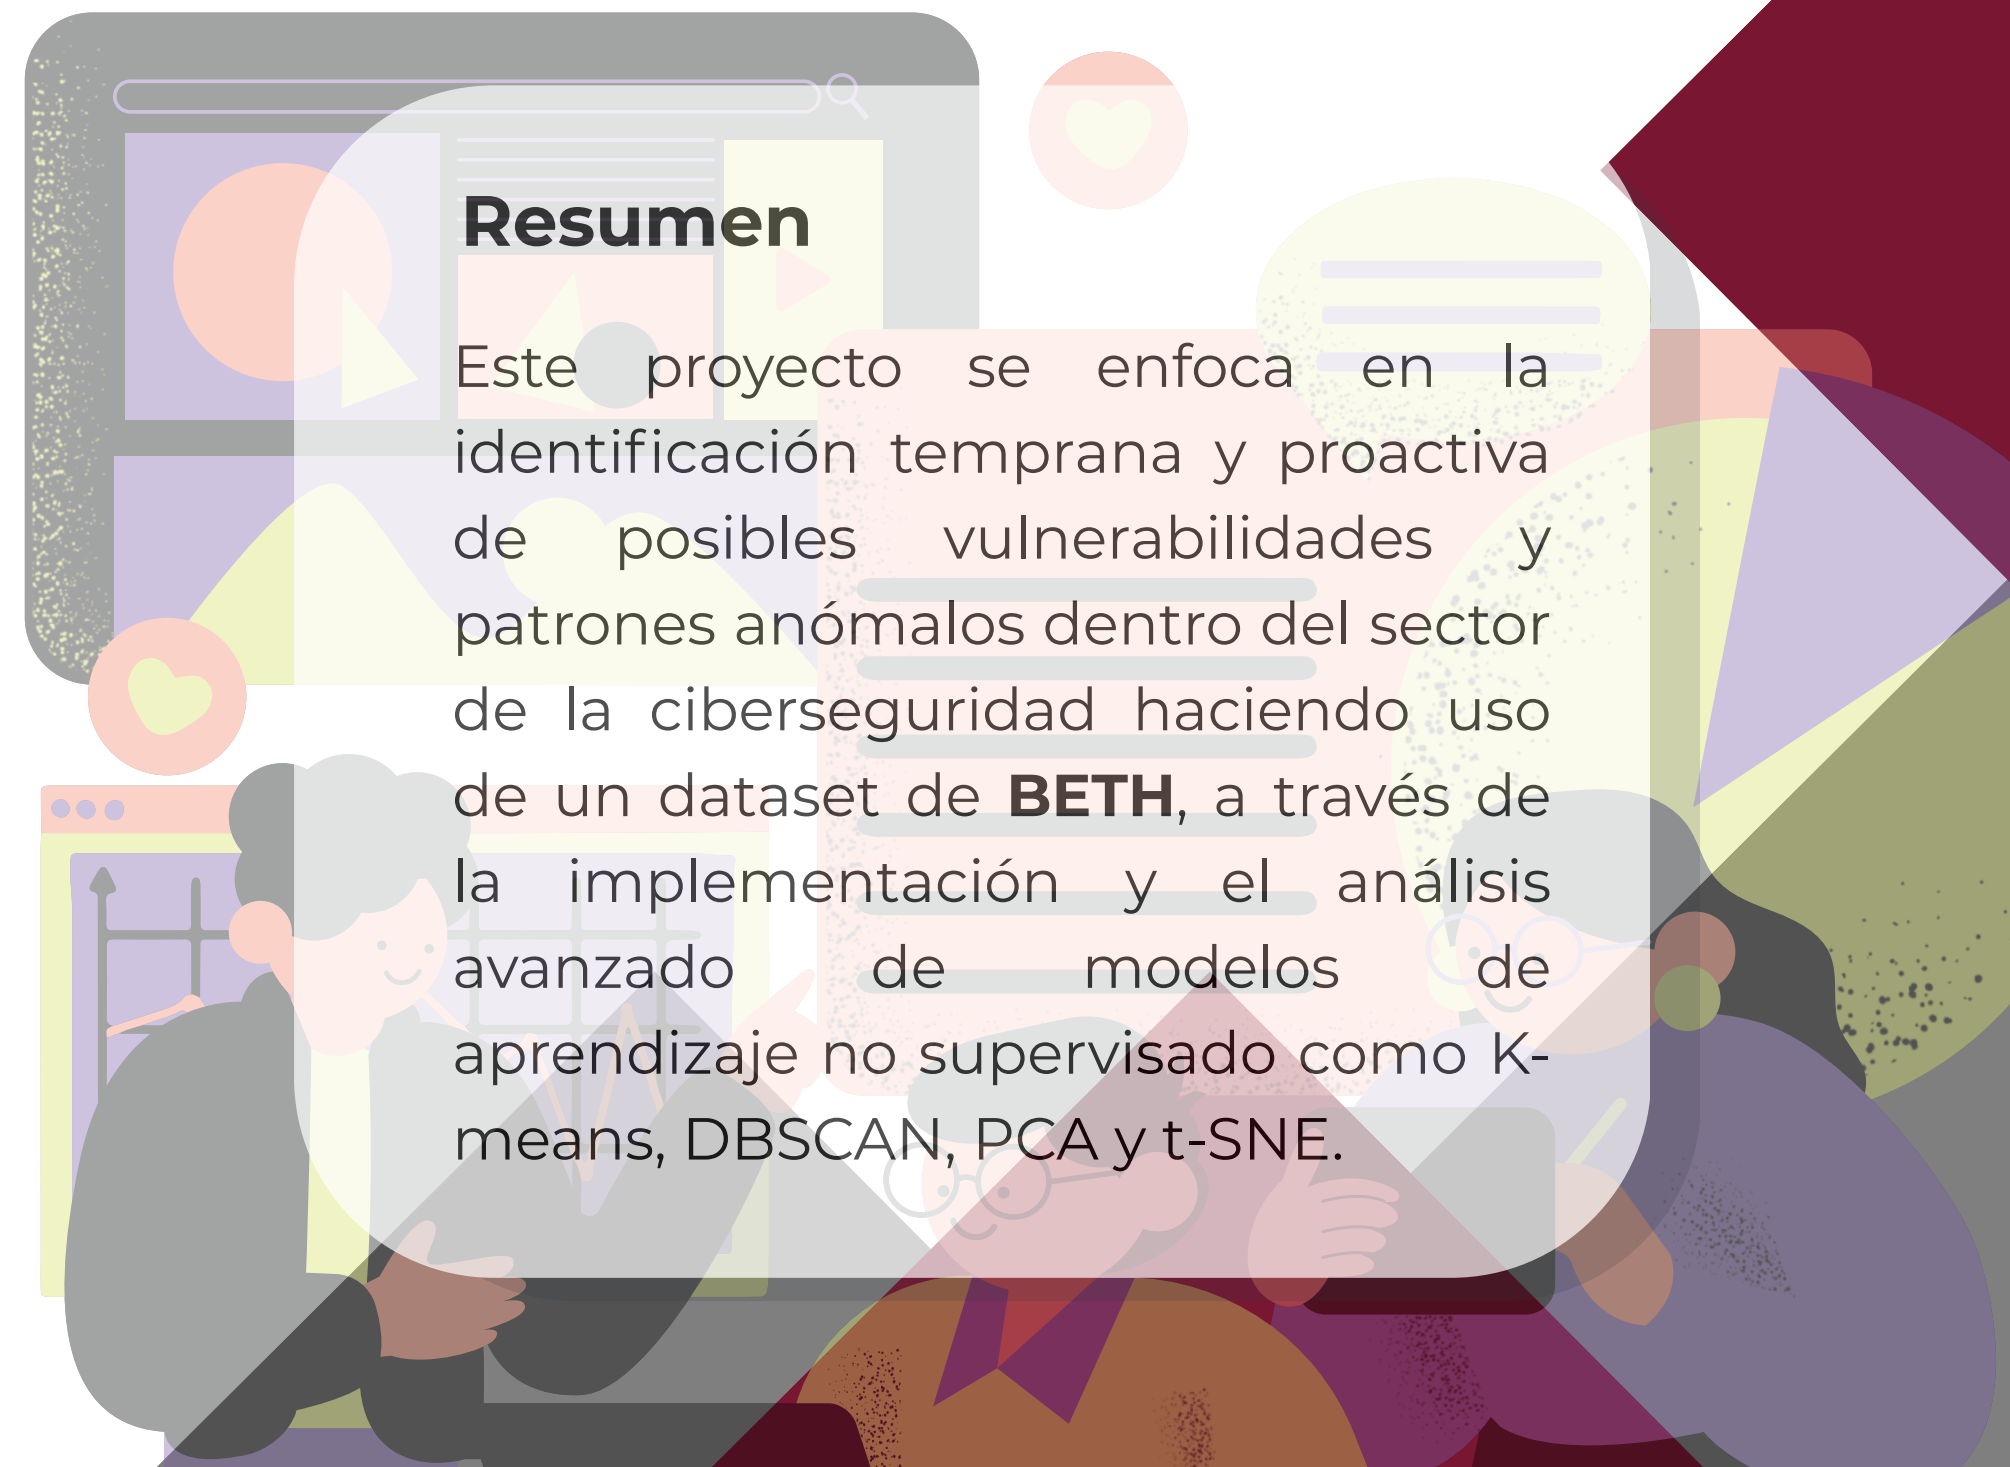 Resumen
Este proyecto se enfoca en la
identificación temprana y proactiva
de posibles vulnerabilidades y
patrones anómalos dentro del sector
de la ciberseguridad haciendo uso
de un dataset de BETH, a través de
la implementación y el análisis
avanzado de modelos de
aprendizaje no supervisado como K-
means, DBSCAN, PCA y t-SNE.